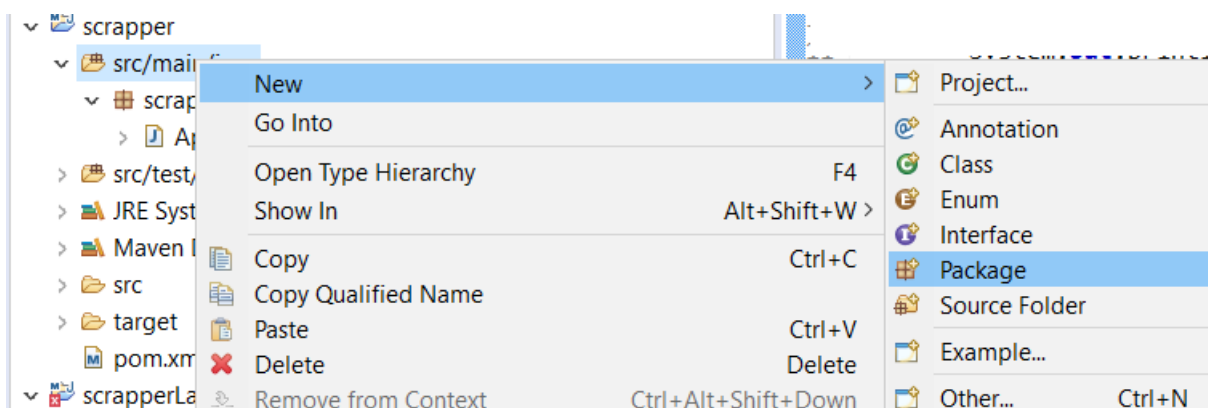 scrapper
src/main/
New
Project...
scrap
Go Into
Annotation
Open Type Hierarchy F4
Class
src/test/
Show In Alt+Shift+W
Enum
JRE Syst
Interface
Maven
Copy Ctrl+C
Package
src
Copy Qualified Name
Source Folder
target
Paste Ctrl+V
pom.xm
Delete Delete
Example...
scrapperLa
Remove from Context Ctrl+Alt+Shift+Down
Other... Ctrl+N